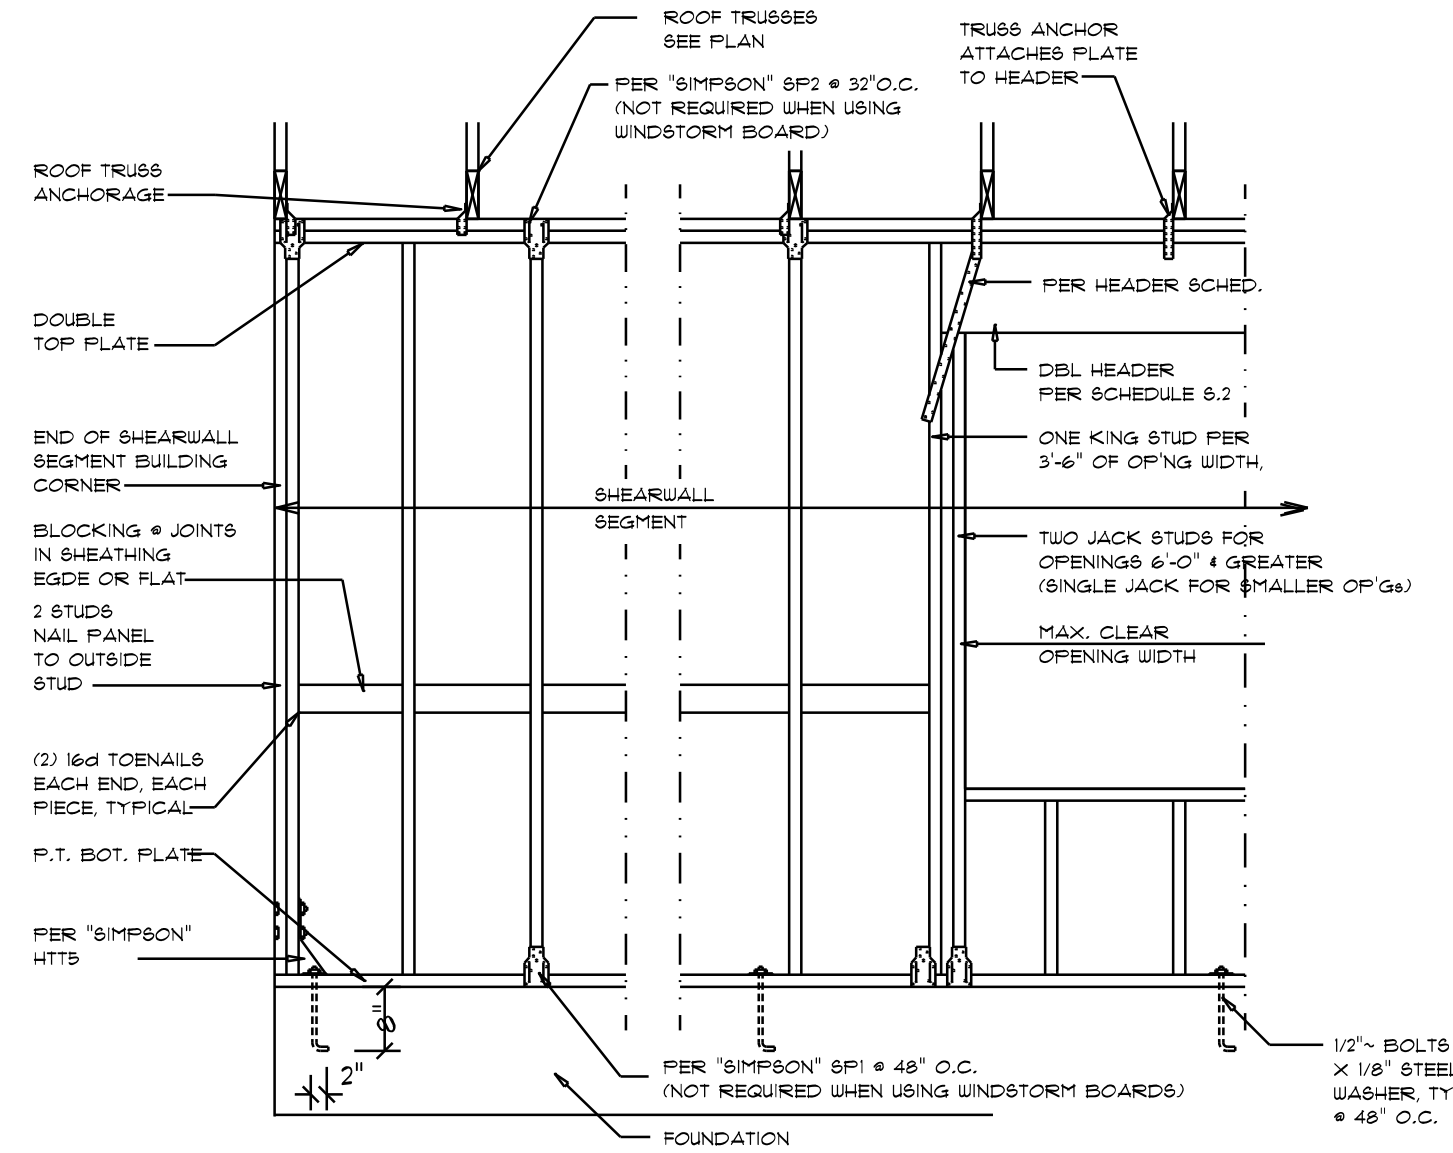 ROOF TRUSSES
SEE PLAN
TRUSS ANCHOR
ATTACHES PLATE
TO HEADER
PER "SIMPSON" SP2 @ 32"O.C.
(NOT REQUIRED WHEN USING
WINDSTORM BOARD)
ROOF TRUSS
ANCHORAGE
PER HEADER SCHED.
DOUBLE
TOP PLATE
DBL HEADER
PER SCHEDULE S.2
END OF SHEARWALL
SEGMENT BUILDING
CORNER
ONE KING STUD PER
3'-6" OF OP'NG WIDTH,
SHEARWALL
SEGMENT
BLOCKING @ JOINTS
IN SHEATHING
EGDE OR FLAT
TWO JACK STUDS FOR
OPENINGS 6'-0" & GREATER
(SINGLE JACK FOR SMALLER OP'Gs)
2 STUDS
NAIL PANEL
TO OUTSIDE
STUD
MAX. CLEAR
OPENING WIDTH
(2) 16d TOENAILS
EACH END, EACH
PIECE, TYPICAL
P.T. BOT. PLATE
PER "SIMPSON"
HTT5
8"
2"
PER "SIMPSON" SP1 @ 48" O.C.
(NOT REQUIRED WHEN USING WINDSTORM BOARDS)
FOUNDATION
1/2"~ BOLTS
X 1/8" STEEL
WASHER, TY
@ 48" O.C.